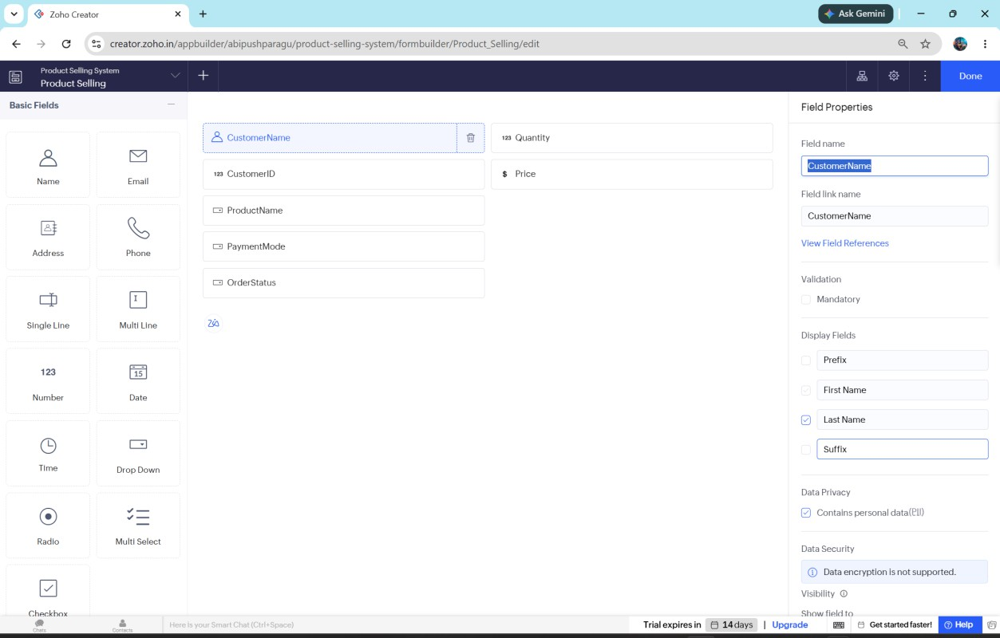 Zoho Creator
Ask Gemini
creator.zoho.in/appbuilder/abipushparagu/product-selling-system/formbuilder/Product_Selling/edit
Product Selling System
Product Selling
Done
Basic Fields
Name
Email
Address
Phone
Single Line
Multi Line
123
Number
15
Date
Time
Drop Down
Radio
Multi Select
Checkbox
CustomerName
123 Quantity
123 CustomerID
$ Price
ProductName
PaymentMode
OrderStatus
Zia
Field Properties
Field name
CustomerName
Field link name
CustomerName
View Field References
Validation
Mandatory
Display Fields
Prefix
First Name
Last Name
Suffix
Data Privacy
Contains personal data(PII)
Data Security
Data encryption is not supported.
Visibility
Show field to
Chats
Contacts
Here is your Smart Chat (Ctrl+Space)
Trial expires in 14 days | Upgrade
Get started faster!
Help